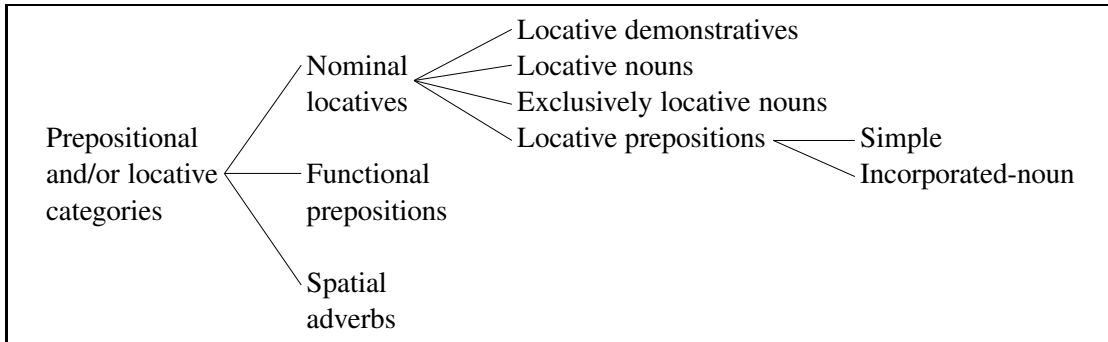 Prepositional
and/or locative
categories
Nominal
locatives
Functional
prepositions
Spatial
adverbs
Locative demonstratives
Locative nouns
Exclusively locative nouns
Locative prepositions
Simple
Incorporated-noun